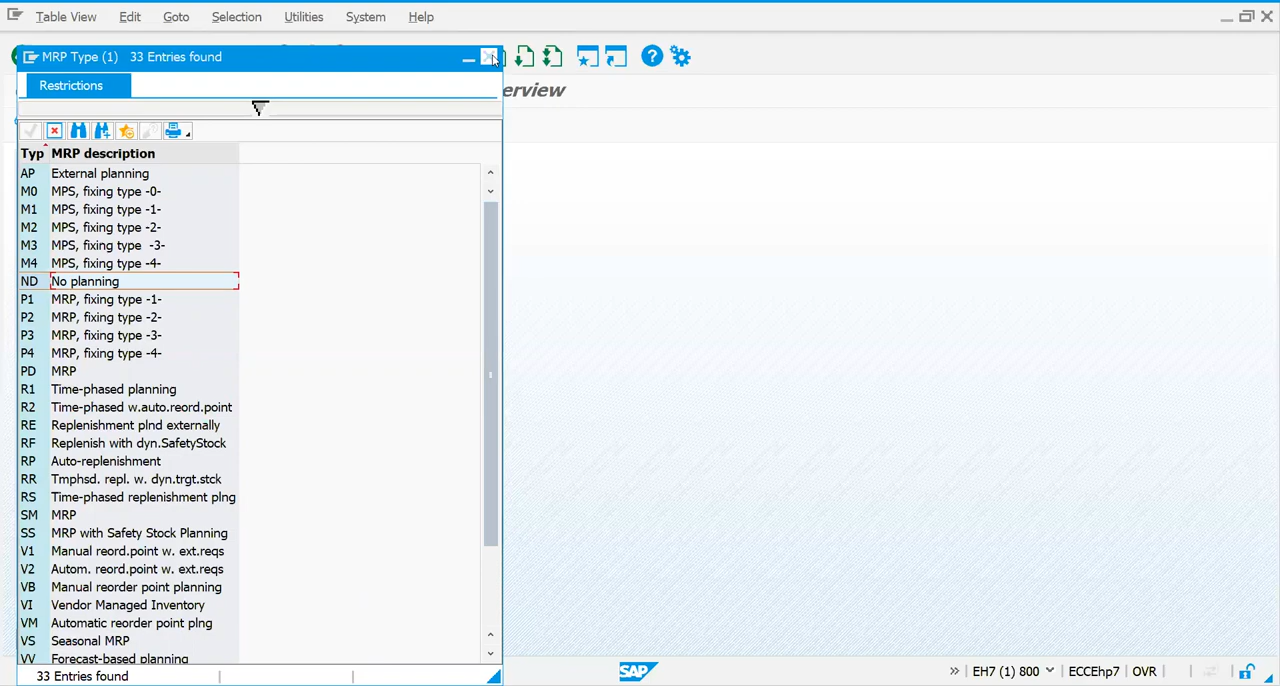 Table View Edit Goto Selection Utilities System Help
MRP Type (1) 33 Entries found
Restrictions
erview
Typ MRP description
AP External planning
M0 MPS, fixing type -0-
M1 MPS, fixing type -1-
M2 MPS, fixing type -2-
M3 MPS, fixing type -3-
M4 MPS, fixing type -4-
ND No planning
P1 MRP, fixing type -1-
P2 MRP, fixing type -2-
P3 MRP, fixing type -3-
P4 MRP, fixing type -4-
PD MRP
R1 Time-phased planning
R2 Time-phased w.auto.reord.point
RE Replenishment plnd externally
RF Replenish with dyn.SafetyStock
RP Auto-replenishment
RR Tmphsd. repl. w. dyn.trgt.stck
RS Time-phased replenishment plng
SM MRP
SS MRP with Safety Stock Planning
V1 Manual reord.point w. ext.reqs
V2 Autom. reord.point w. ext.reqs
VB Manual reorder point planning
VI Vendor Managed Inventory
VM Automatic reorder point plng
VS Seasonal MRP
VV Forecast-based planning
33 Entries found
SAP
EH7 (1) 800 ECCEhp7 OVR